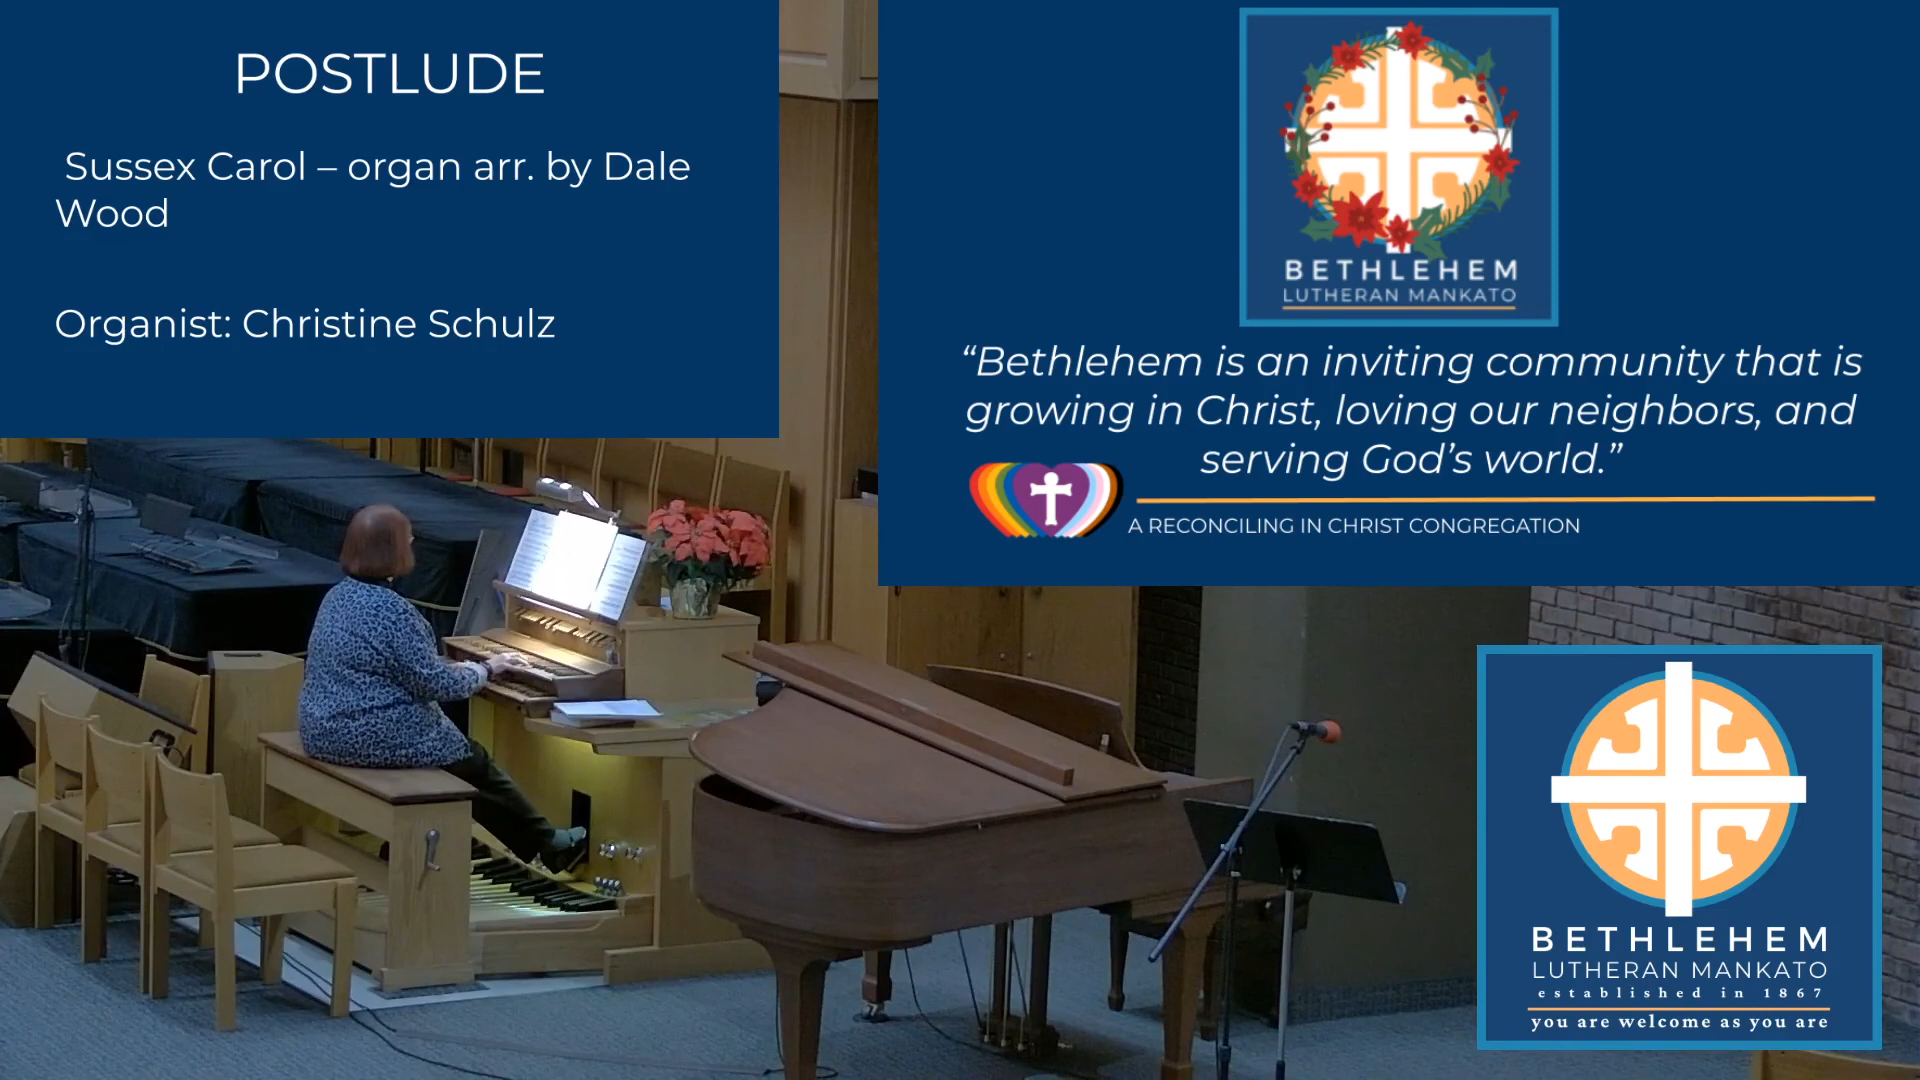 POSTLUDE
Sussex Carol – organ arr. by Dale
Wood
Organist: Christine Schulz
BETHLEHEM
LUTHERAN MANKATO
“Bethlehem is an inviting community that is
growing in Christ, loving our neighbors, and
serving God’s world.”
A RECONCILING IN CHRIST CONGREGATION
BETHLEHEM
LUTHERAN MANKATO
established in 1867
you are welcome as you are